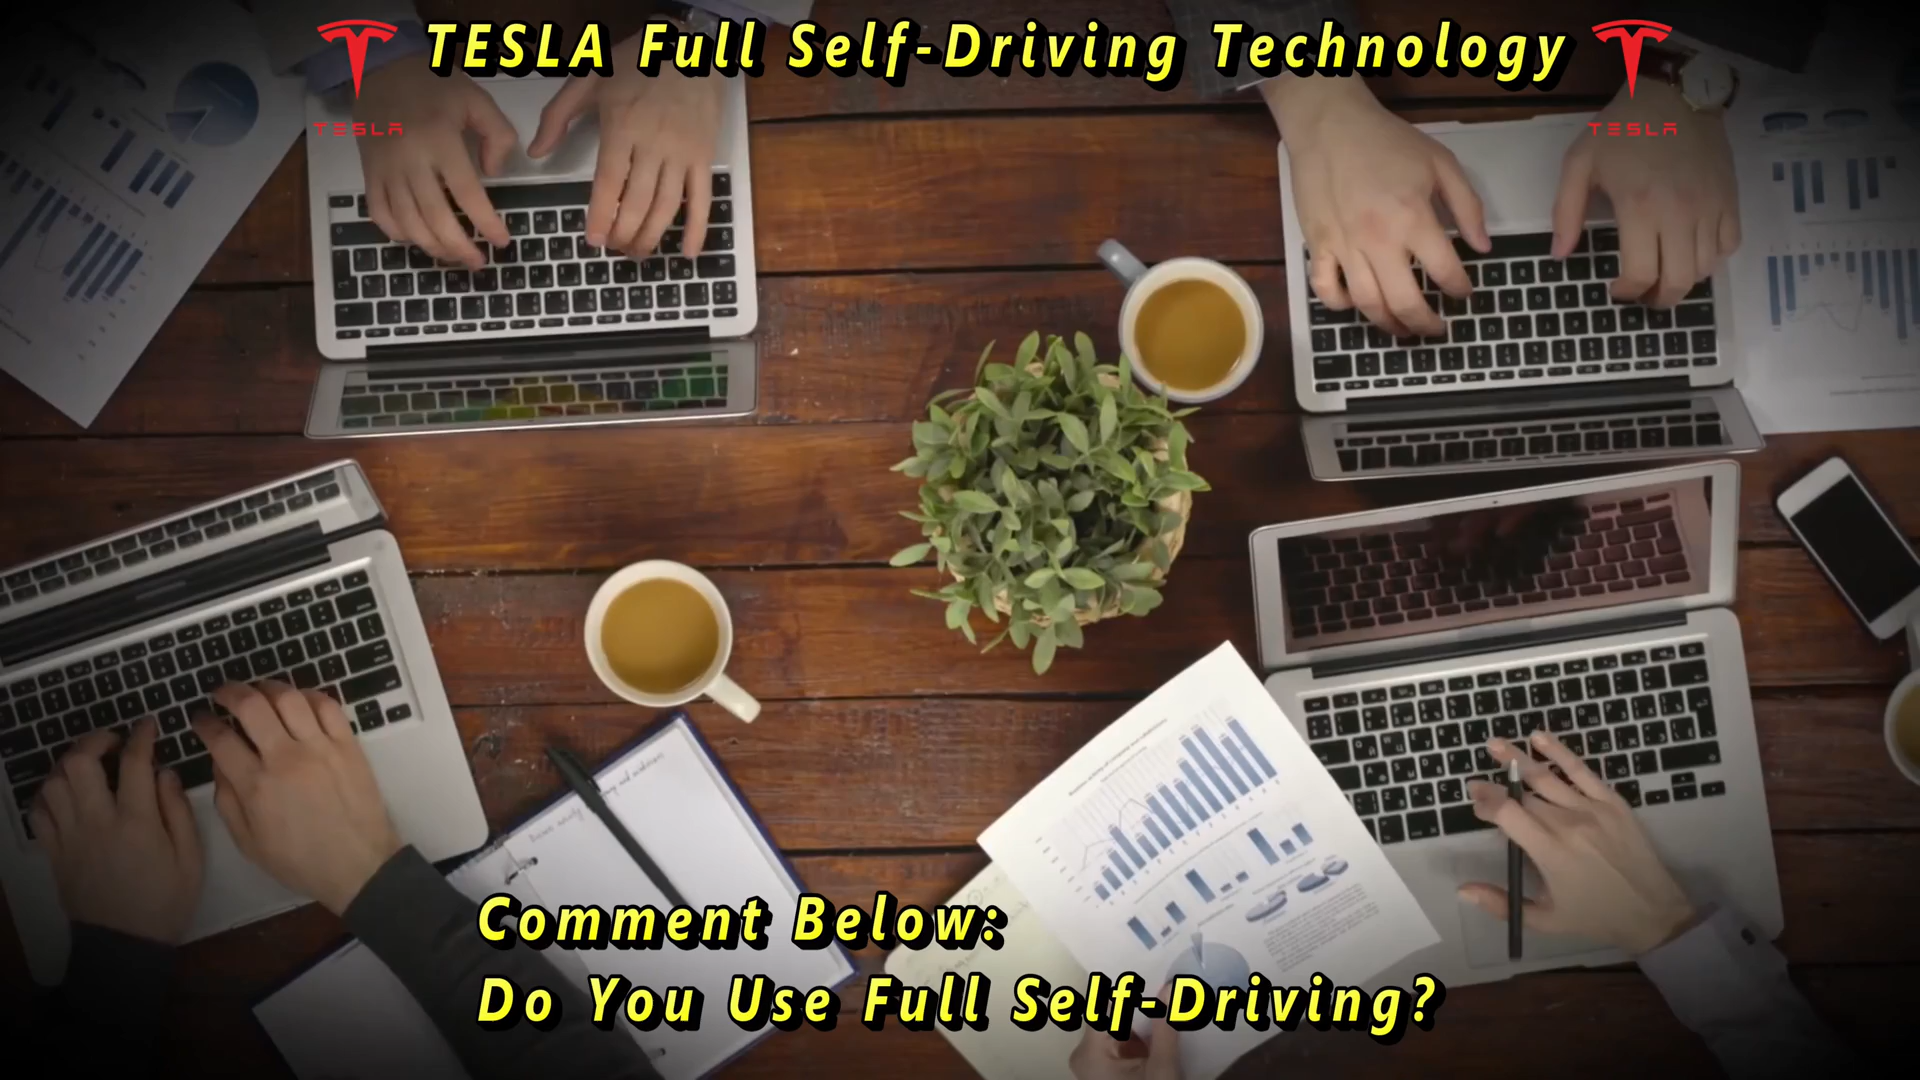 TESLA Full Self-Driving Technology
TESLA
TESLA
Comment Below:
Do You Use Full Self-Driving?